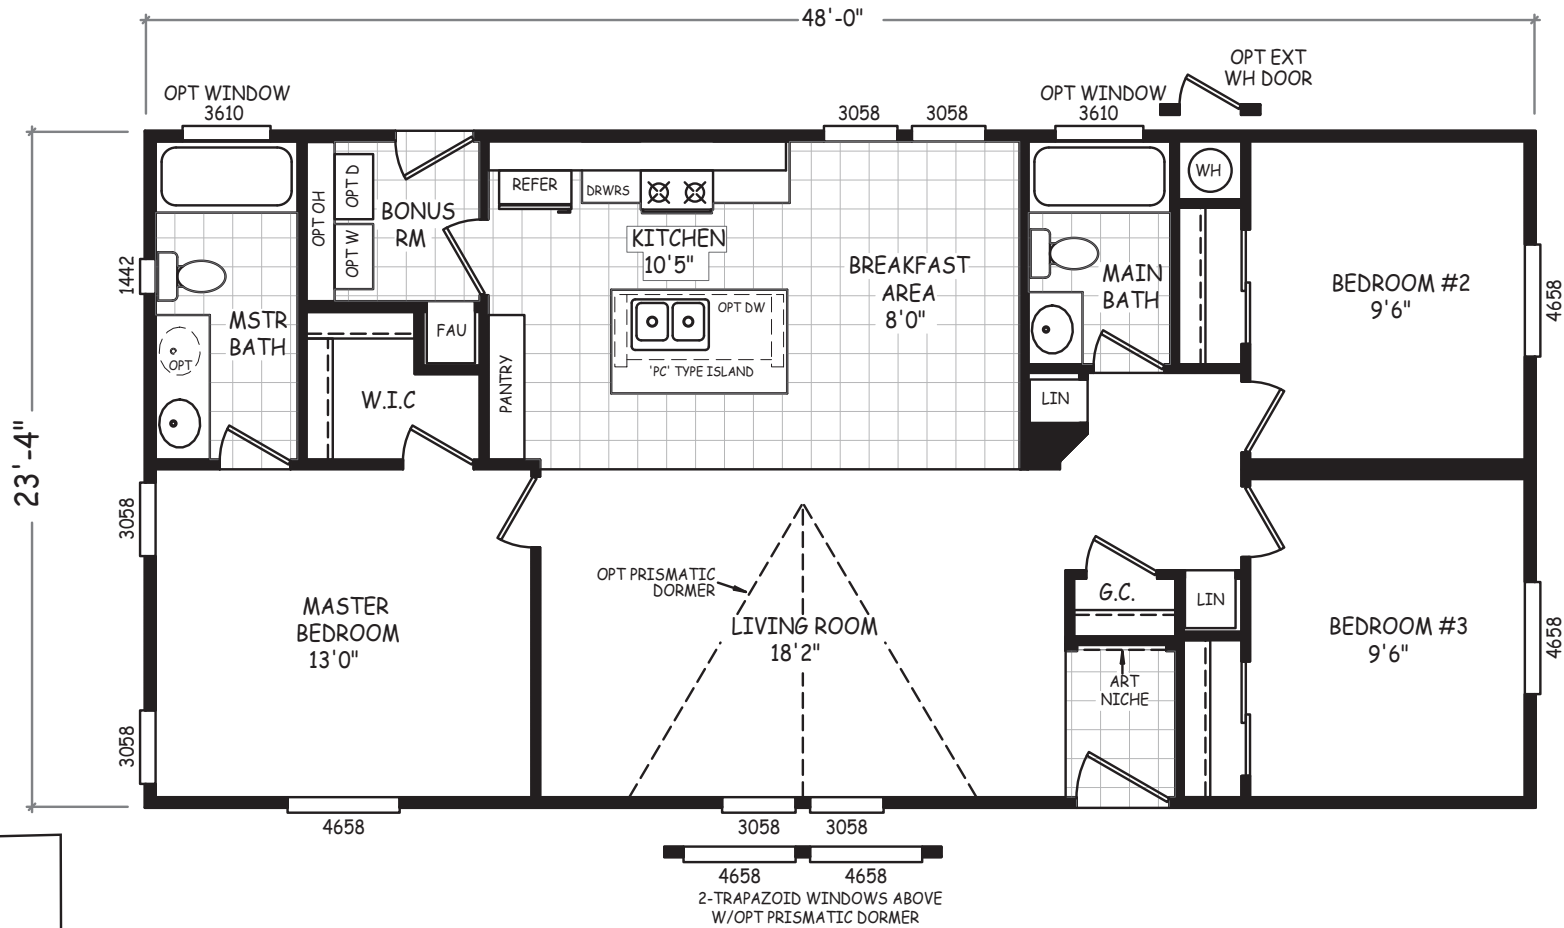 48'-0"
OPT WINDOW
3610
3058
3058
OPT WINDOW
3610
OPT EXT
WH DOOR
23'-4"
1442
3058
3058
MSTR
BATH
OPT
OPT OH
OPT D
OPT W
BONUS
RM
FAU
W.I.C
PANTRY
REFER
DRWRS
KITCHEN
10'5"
OPT DW
'PC' TYPE ISLAND
BREAKFAST
AREA
8'0"
MAIN
BATH
WH
LIN
BEDROOM #2
9'6"
4658
MASTER
BEDROOM
13'0"
OPT PRISMATIC
DORMER
LIVING ROOM
18'2"
G.C.
LIN
ART
NICHE
BEDROOM #3
9'6"
4658
4658
3058
3058
4658
4658
2-TRAPAZOID WINDOWS ABOVE
W/OPT PRISMATIC DORMER